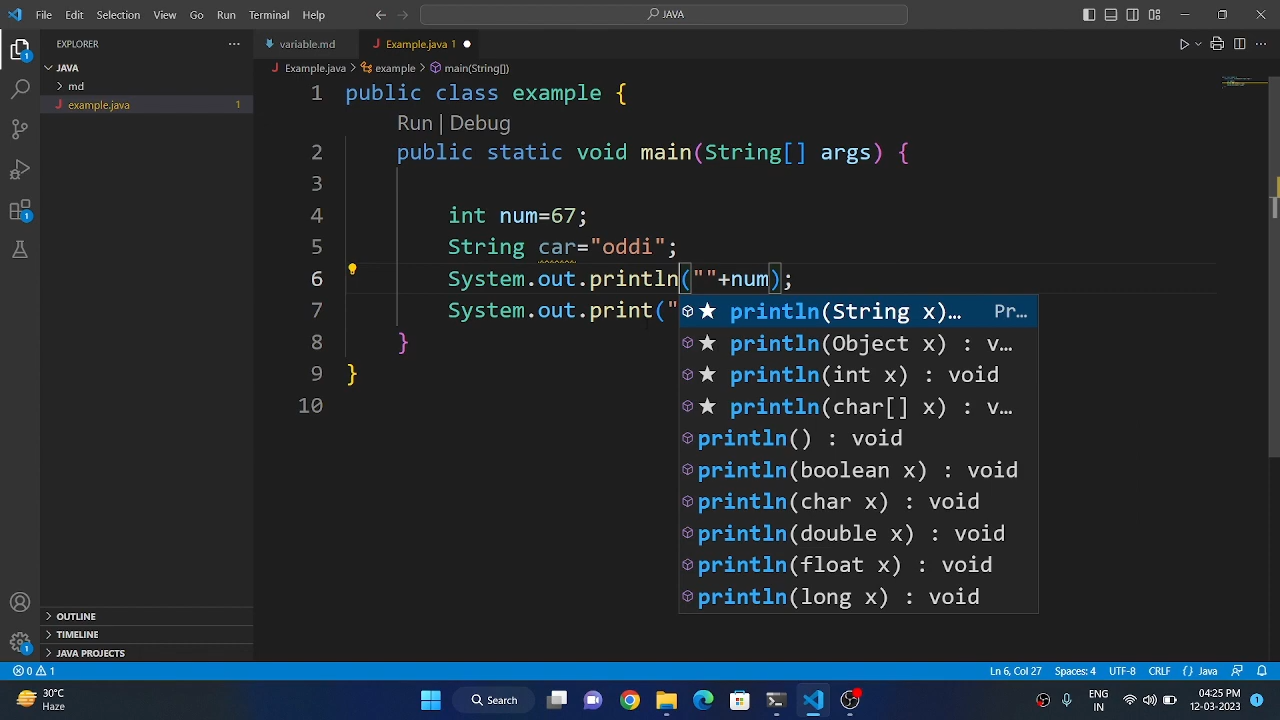 File Edit Selection View Go Run Terminal Help
JAVA
EXPLORER
variable.md
Example.java 1
JAVA
Example.java > example > main(String[])
md
example.java 1
1 public class example {
Run | Debug
2 public static void main(String[] args) {
3
4 int num=67;
5 String car="oddi";
6 System.out.println(""+num);
7 System.out.print("
8 }
9 }
10
println(String x)… Pr…
println(Object x) : v…
println(int x) : void
println(char[] x) : v…
println() : void
println(boolean x) : void
println(char x) : void
println(double x) : void
println(float x) : void
println(long x) : void
OUTLINE
TIMELINE
JAVA PROJECTS
0 1
Ln 6, Col 27 Spaces: 4 UTF-8 CRLF {} Java
30°C
Haze
Search
ENG
IN
04:25 PM
12-03-2023
1